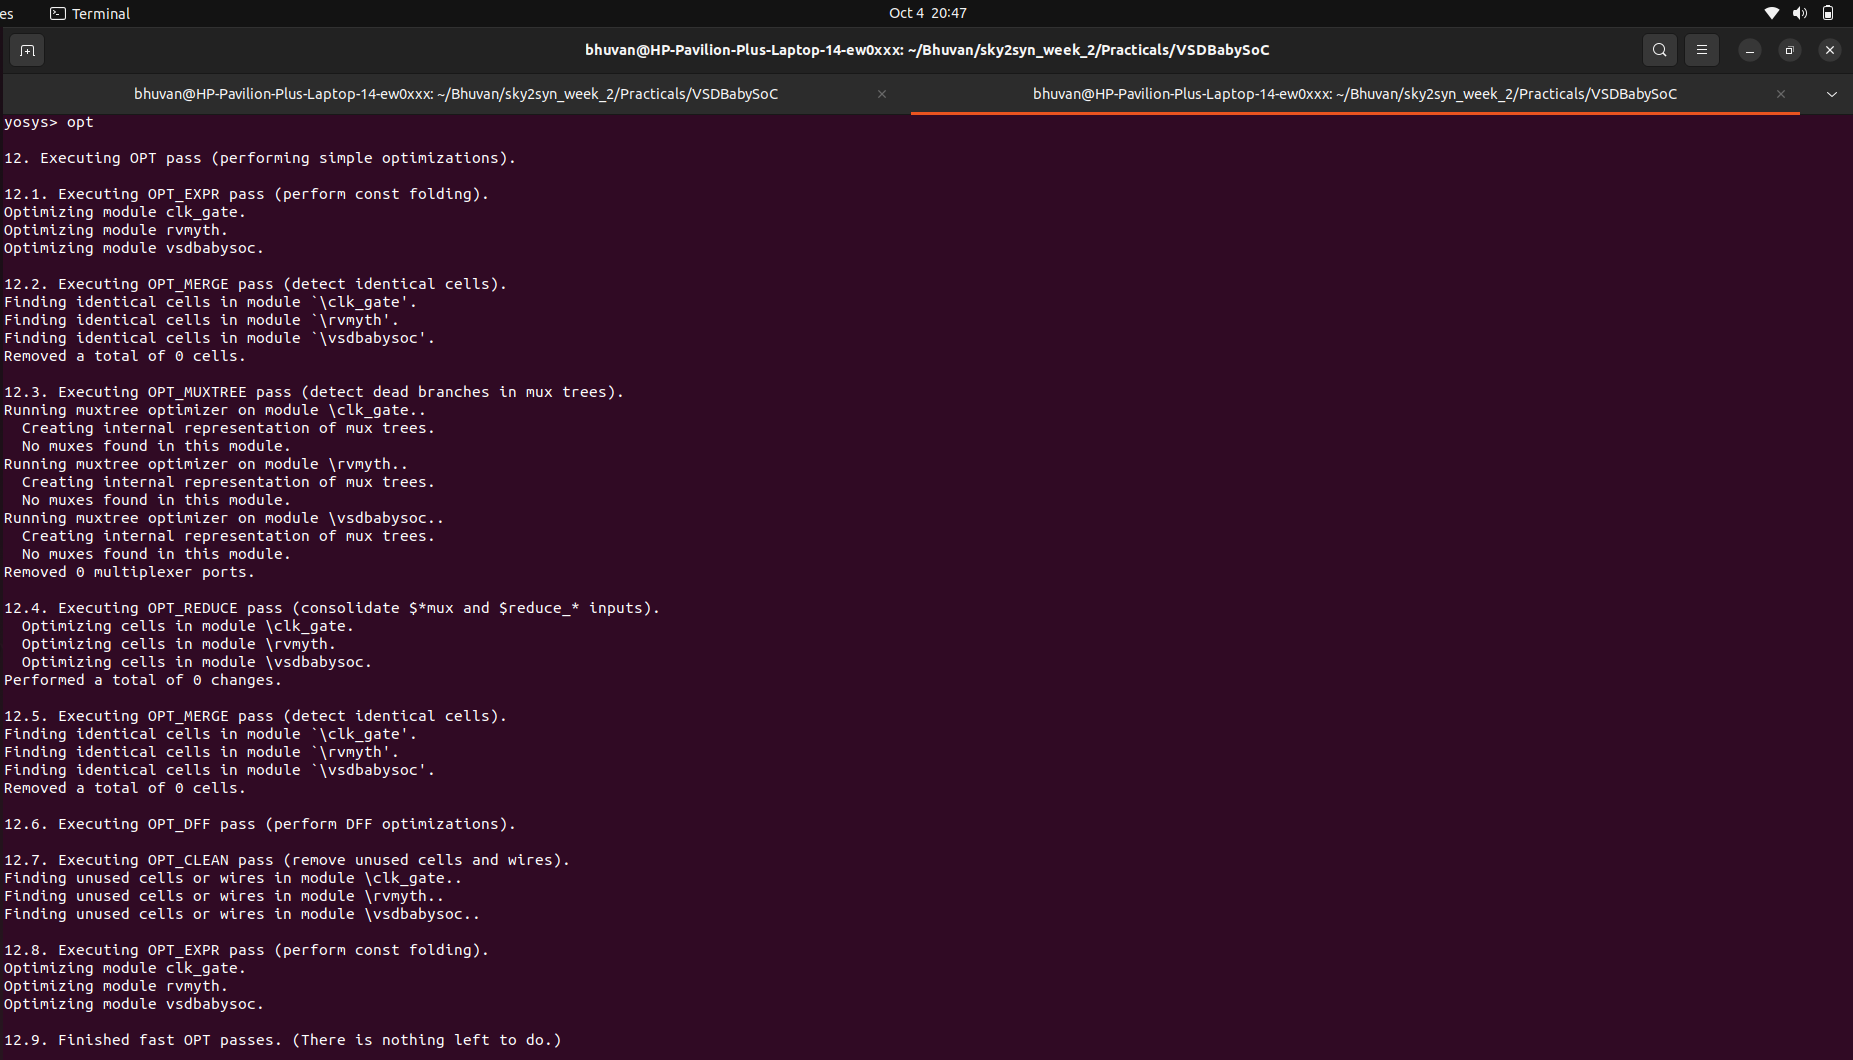 es Terminal Oct 4 20:47
bhuvan@HP-Pavilion-Plus-Laptop-14-ew0xxx: ~/Bhuvan/sky2syn_week_2/Practicals/VSDBabySoC
bhuvan@HP-Pavilion-Plus-Laptop-14-ew0xxx: ~/Bhuvan/sky2syn_week_2/Practicals/VSDBabySoC × bhuvan@HP-Pavilion-Plus-Laptop-14-ew0xxx: ~/Bhuvan/sky2syn_week_2/Practicals/VSDBabySoC ×
yosys> opt
12. Executing OPT pass (performing simple optimizations).
12.1. Executing OPT_EXPR pass (perform const folding).
Optimizing module clk_gate.
Optimizing module rvmyth.
Optimizing module vsdbabysoc.
12.2. Executing OPT_MERGE pass (detect identical cells).
Finding identical cells in module `\clk_gate'.
Finding identical cells in module `\rvmyth'.
Finding identical cells in module `\vsdbabysoc'.
Removed a total of 0 cells.
12.3. Executing OPT_MUXTREE pass (detect dead branches in mux trees).
Running muxtree optimizer on module \clk_gate..
  Creating internal representation of mux trees.
  No muxes found in this module.
Running muxtree optimizer on module \rvmyth..
  Creating internal representation of mux trees.
  No muxes found in this module.
Running muxtree optimizer on module \vsdbabysoc..
  Creating internal representation of mux trees.
  No muxes found in this module.
Removed 0 multiplexer ports.
12.4. Executing OPT_REDUCE pass (consolidate $*mux and $reduce_* inputs).
  Optimizing cells in module \clk_gate.
  Optimizing cells in module \rvmyth.
  Optimizing cells in module \vsdbabysoc.
Performed a total of 0 changes.
12.5. Executing OPT_MERGE pass (detect identical cells).
Finding identical cells in module `\clk_gate'.
Finding identical cells in module `\rvmyth'.
Finding identical cells in module `\vsdbabysoc'.
Removed a total of 0 cells.
12.6. Executing OPT_DFF pass (perform DFF optimizations).
12.7. Executing OPT_CLEAN pass (remove unused cells and wires).
Finding unused cells or wires in module \clk_gate..
Finding unused cells or wires in module \rvmyth..
Finding unused cells or wires in module \vsdbabysoc..
12.8. Executing OPT_EXPR pass (perform const folding).
Optimizing module clk_gate.
Optimizing module rvmyth.
Optimizing module vsdbabysoc.
12.9. Finished fast OPT passes. (There is nothing left to do.)